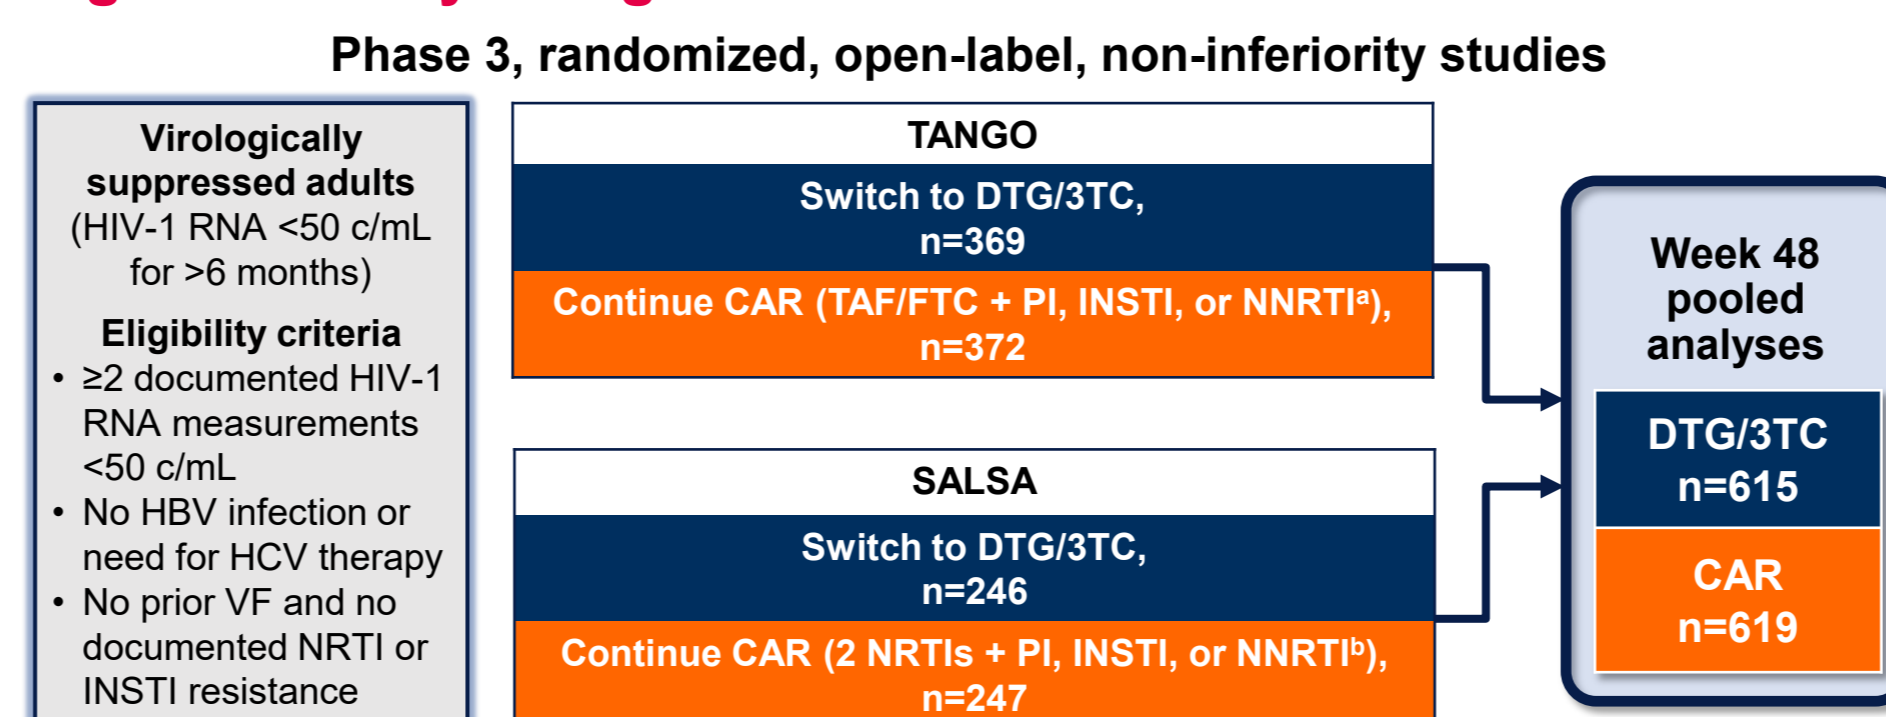 Phase 3, randomized, open-label, non-inferiority studies
Virologically
suppressed adults
(HIV-1 RNA <50 c/mL
for >6 months)
Eligibility criteria
• ≥2 documented HIV-1
RNA measurements
<50 c/mL
• No HBV infection or
need for HCV therapy
• No prior VF and no
documented NRTI or
INSTI resistance
TANGO
Switch to DTG/3TC,
n=369
Continue CAR (TAF/FTC + PI, INSTI, or NNRTIᵃ),
n=372
SALSA
Switch to DTG/3TC,
n=246
Continue CAR (2 NRTIs + PI, INSTI, or NNRTIᵇ),
n=247
Week 48
pooled
analyses
DTG/3TC
n=615
CAR
n=619